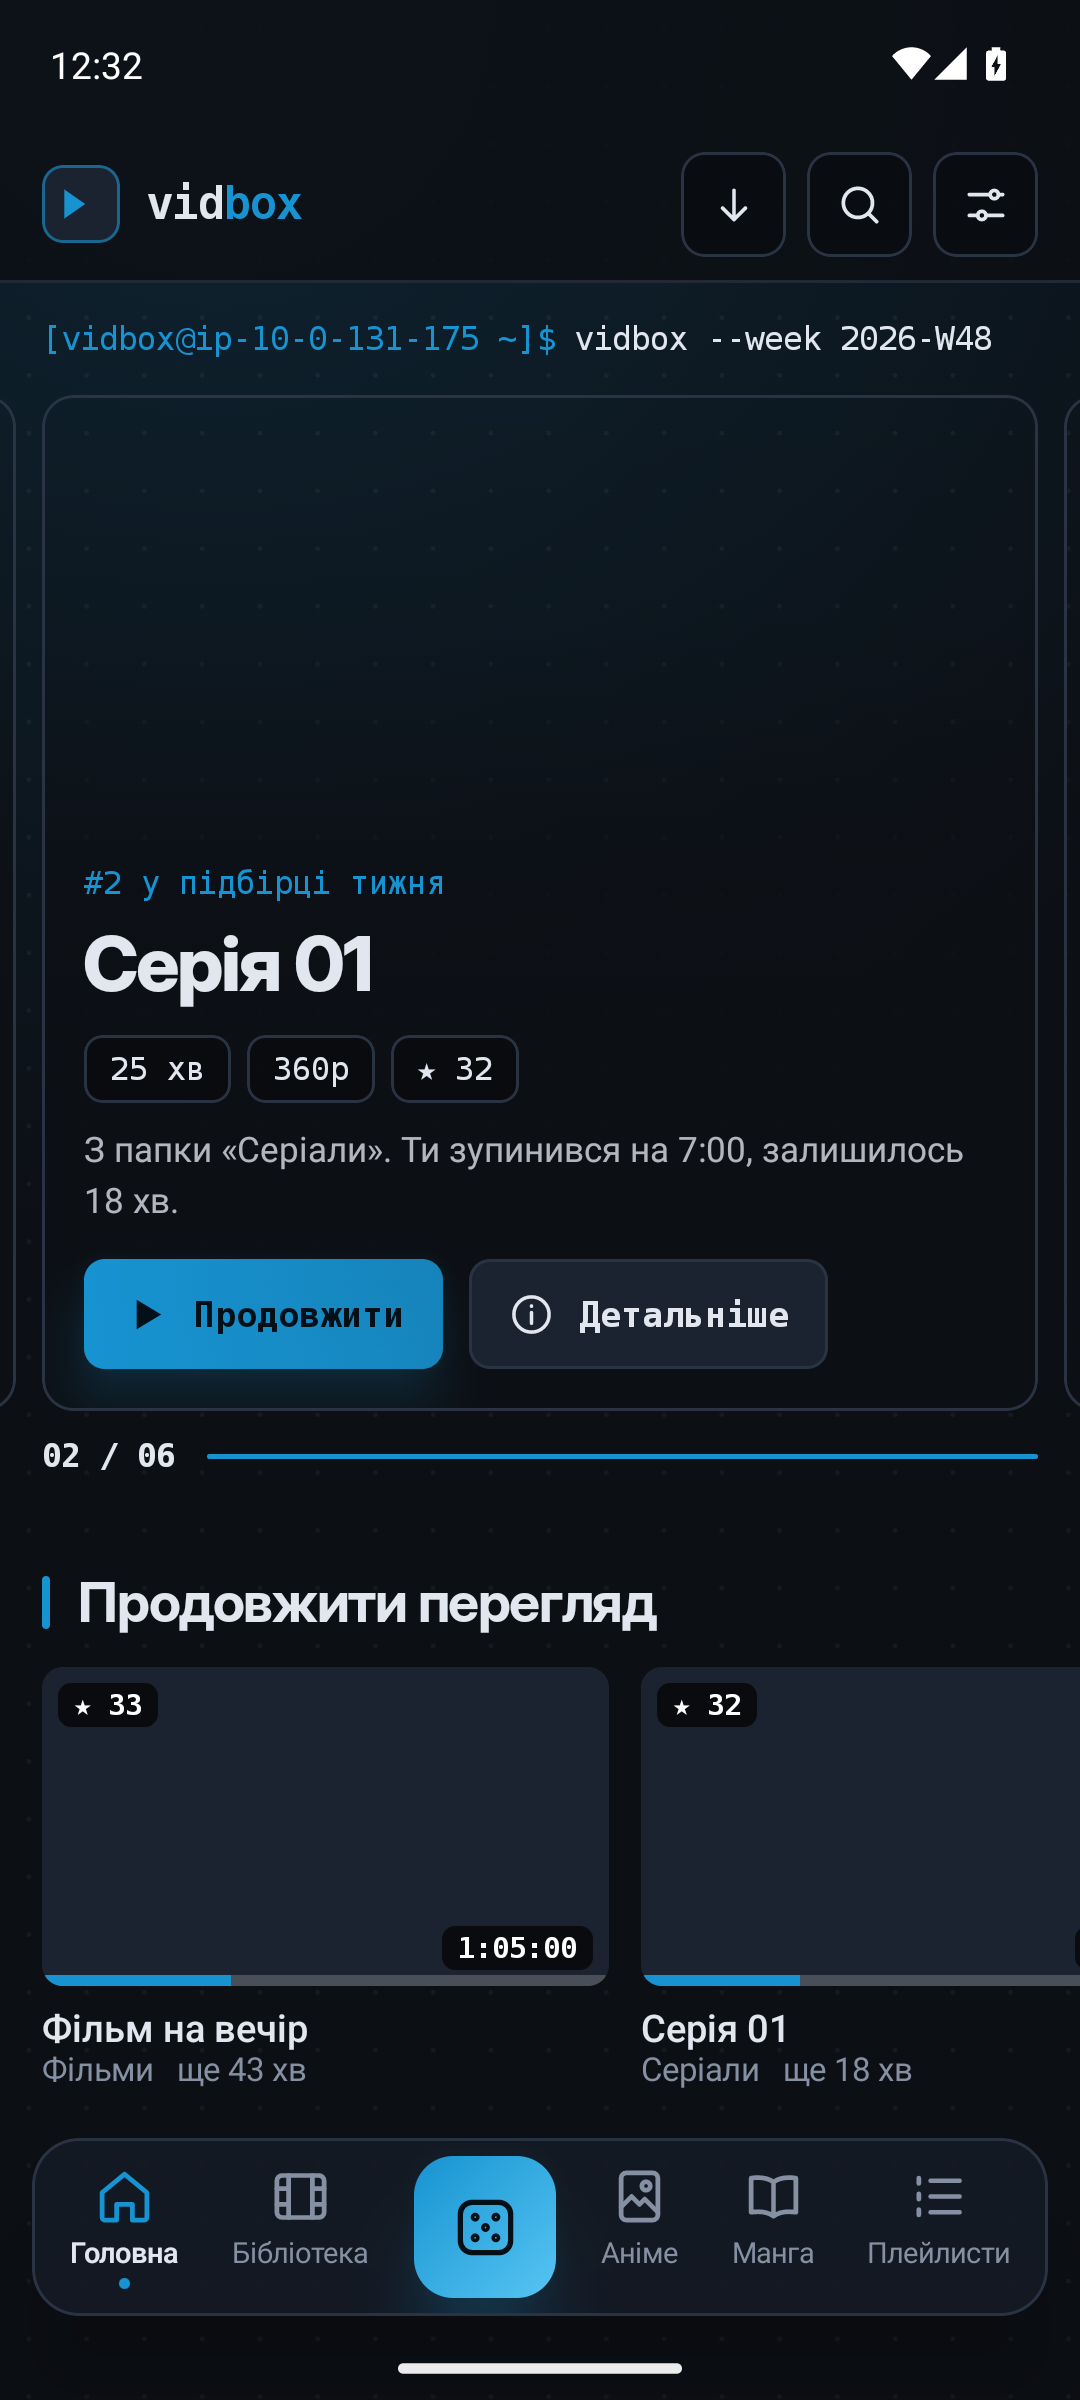 12:32
vidbox
[vidbox@ip-10-0-131-175 ~]$ vidbox --week 2026-W48
#2 у підбірці тижня
Серія 01
25 хв 360p ★ 32
З папки «Серіали». Ти зупинився на 7:00, залишилось
18 хв.
Продовжити Детальніше
02 / 06
Продовжити перегляд
★ 33 ★ 32
1:05:00
Фільм на вечір Серія 01
Фільми ще 43 хв Серіали ще 18 хв
Головна Бібліотека Аніме Манга Плейлисти